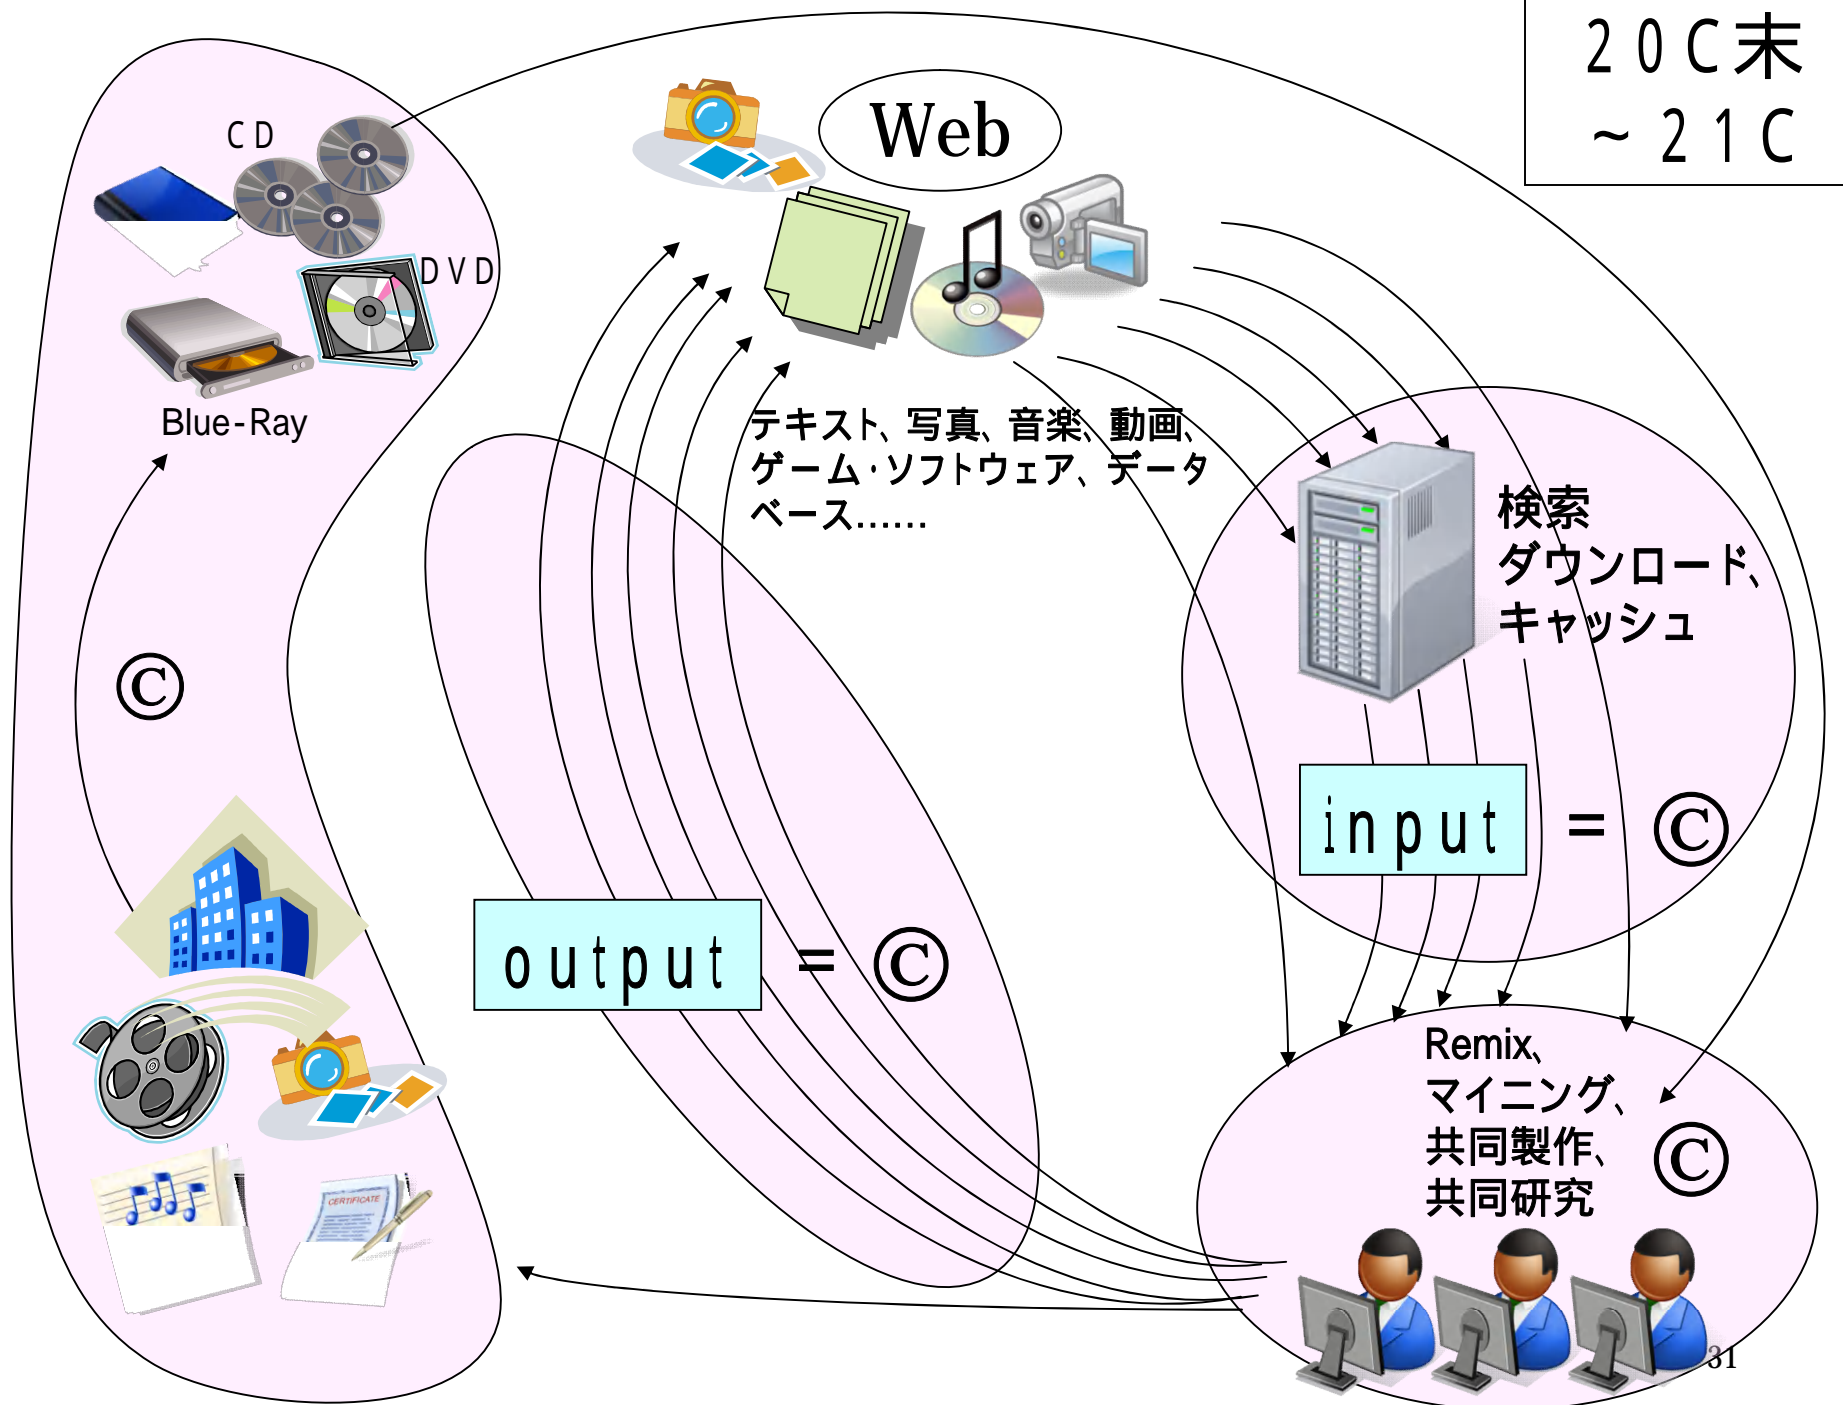 20C末
~21C
Web
CD
DVD
Blue-Ray
テキスト、写真、音楽、動画、
ゲーム・ソフトウェア、データ
ベース……
検索
ダウンロード、
キャッシュ
©
input = ©
output = ©
Remix、
マイニング、
共同製作、
共同研究
©
CERTIFICATE
31